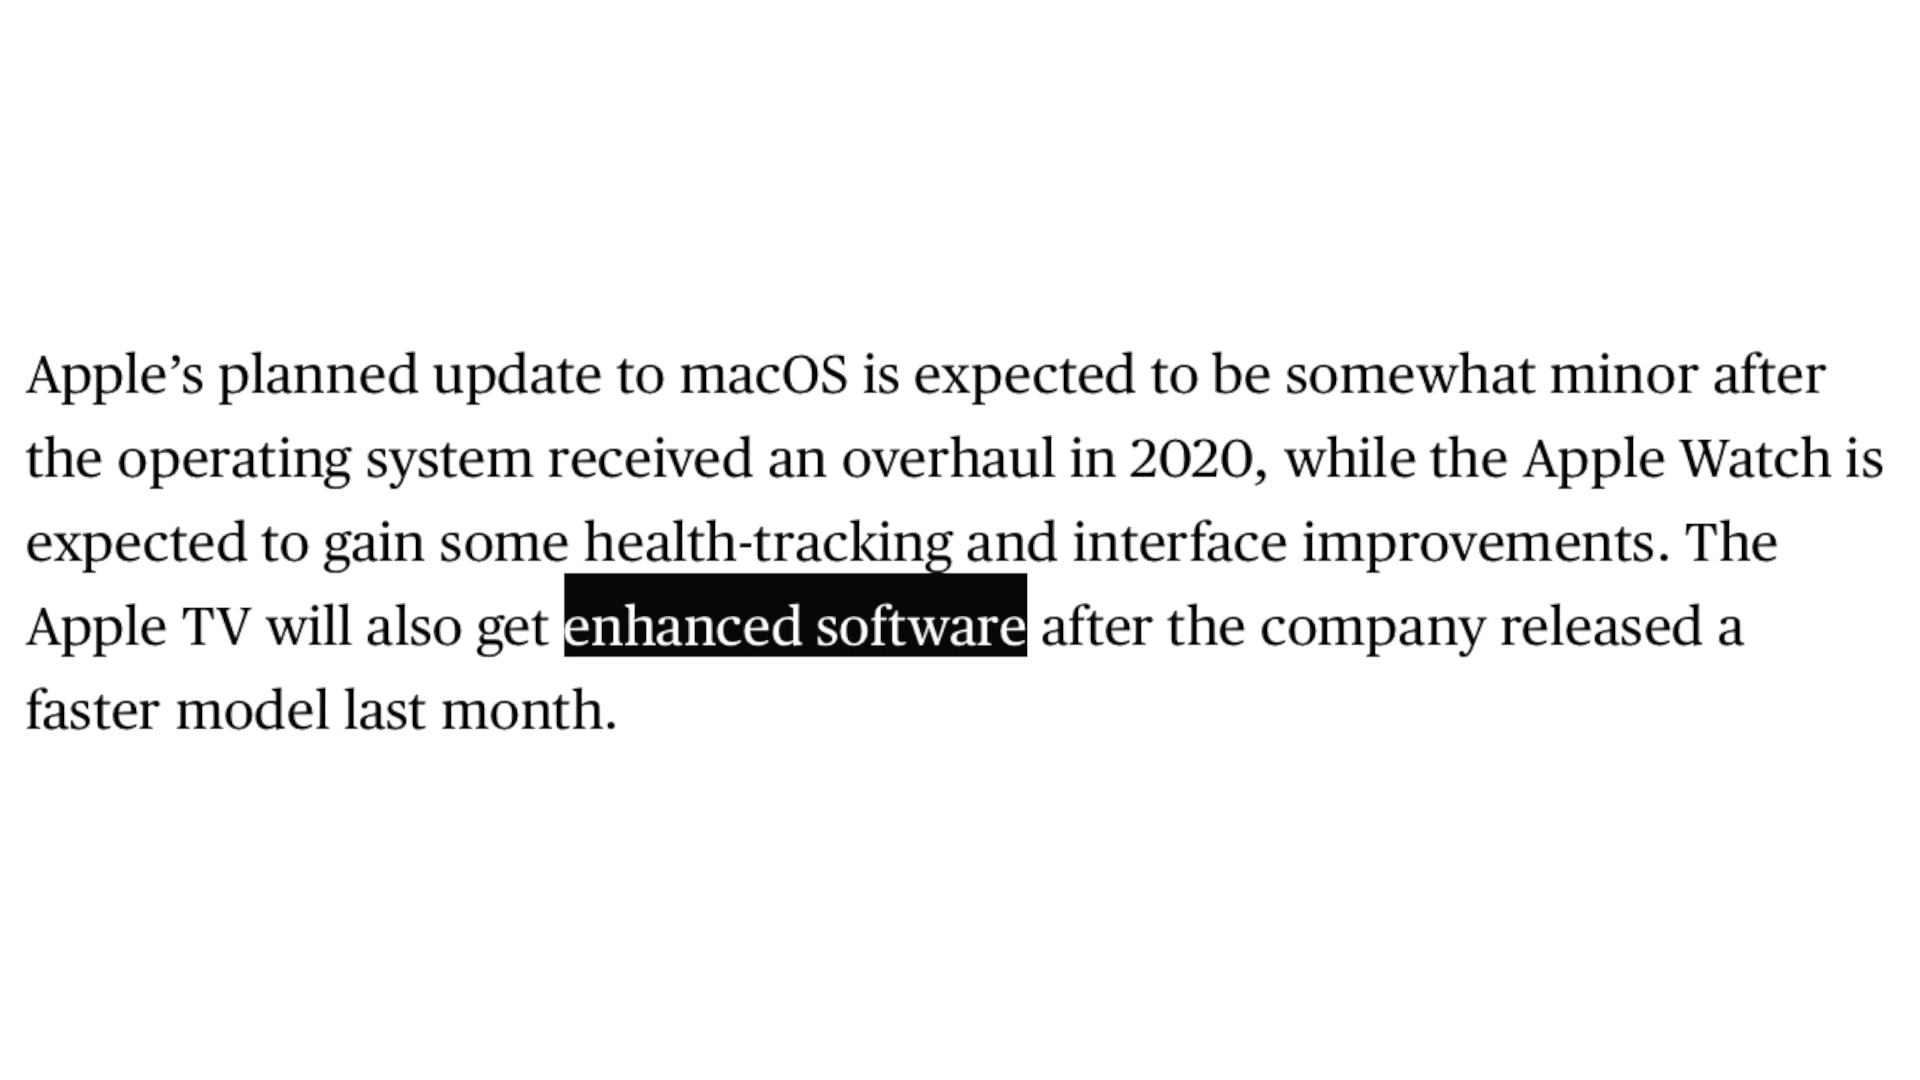 Apple’s planned update to macOS is expected to be somewhat minor after
the operating system received an overhaul in 2020, while the Apple Watch is
expected to gain some health-tracking and interface improvements. The
Apple TV will also get enhanced software after the company released a
faster model last month.